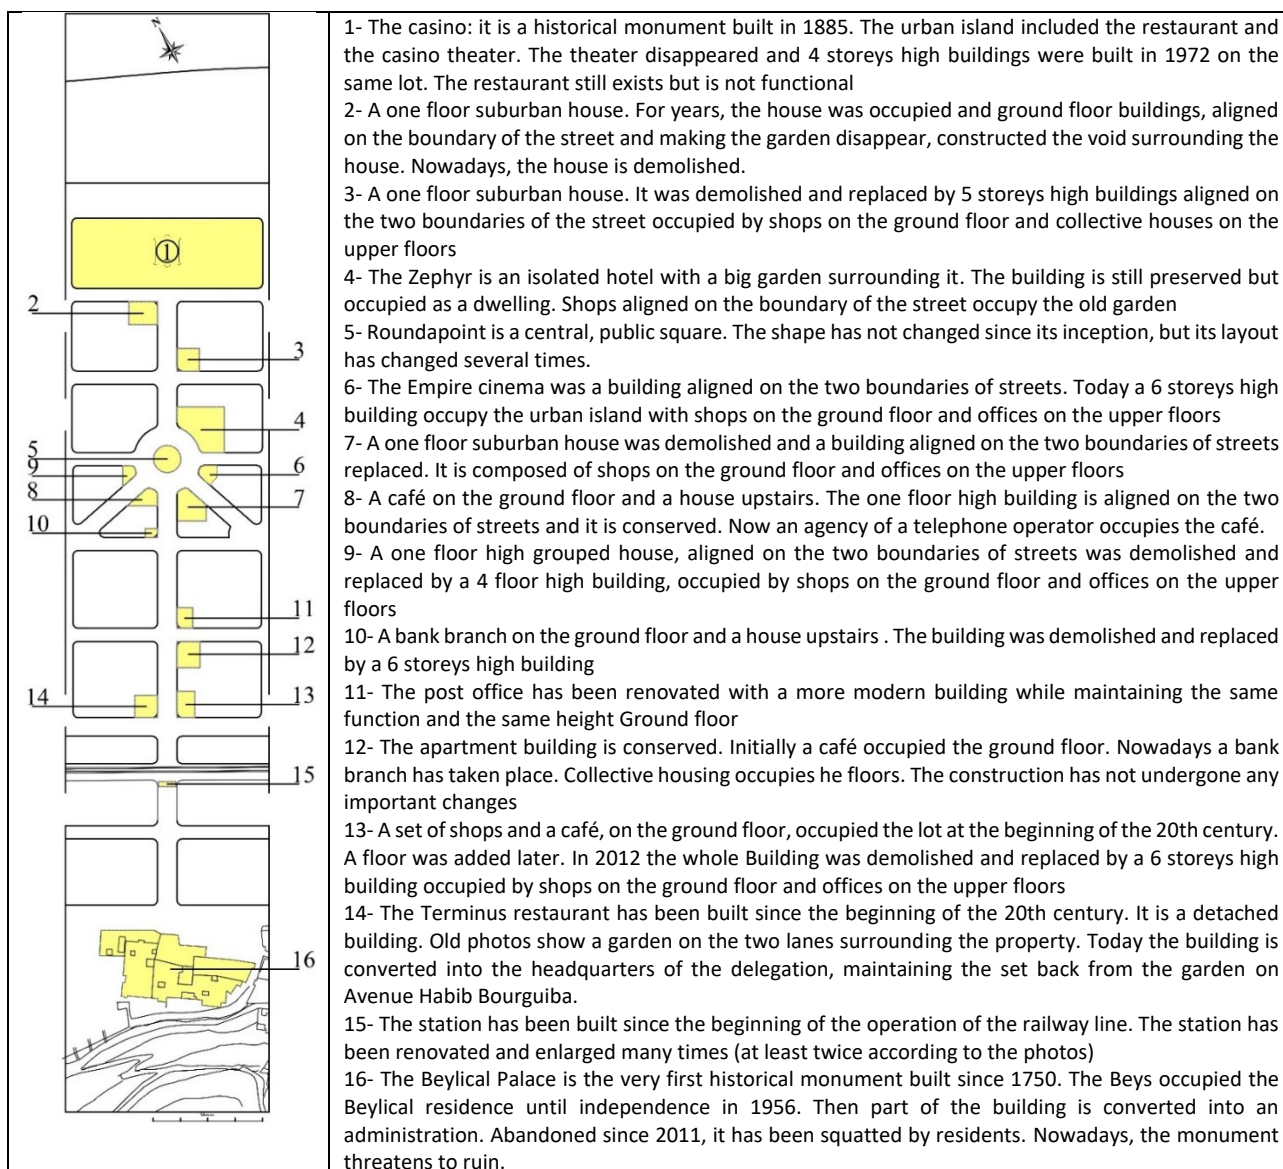 N
1
2
3
4
5
9
6
8
7
10
11
12
14
13
15
16
1- The casino: it is a historical monument built in 1885. The urban island included the restaurant and
the casino theater. The theater disappeared and 4 storeys high buildings were built in 1972 on the
same lot. The restaurant still exists but is not functional
2- A one floor suburban house. For years, the house was occupied and ground floor buildings, aligned
on the boundary of the street and making the garden disappear, constructed the void surrounding the
house. Nowadays, the house is demolished.
3- A one floor suburban house. It was demolished and replaced by 5 storeys high buildings aligned on
the two boundaries of the street occupied by shops on the ground floor and collective houses on the
upper floors
4- The Zephyr is an isolated hotel with a big garden surrounding it. The building is still preserved but
occupied as a dwelling. Shops aligned on the boundary of the street occupy the old garden
5- Roundapoint is a central, public square. The shape has not changed since its inception, but its layout
has changed several times.
6- The Empire cinema was a building aligned on the two boundaries of streets. Today a 6 storeys high
building occupy the urban island with shops on the ground floor and offices on the upper floors
7- A one floor suburban house was demolished and a building aligned on the two boundaries of streets
replaced. It is composed of shops on the ground floor and offices on the upper floors
8- A café on the ground floor and a house upstairs. The one floor high building is aligned on the two
boundaries of streets and it is conserved. Now an agency of a telephone operator occupies the café.
9- A one floor high grouped house, aligned on the two boundaries of streets was demolished and
replaced by a 4 floor high building, occupied by shops on the ground floor and offices on the upper
floors
10- A bank branch on the ground floor and a house upstairs . The building was demolished and replaced
by a 6 storeys high building
11- The post office has been renovated with a more modern building while maintaining the same
function and the same height Ground floor
12- The apartment building is conserved. Initially a café occupied the ground floor. Nowadays a bank
branch has taken place. Collective housing occupies he floors. The construction has not undergone any
important changes
13- A set of shops and a café, on the ground floor, occupied the lot at the beginning of the 20th century.
A floor was added later. In 2012 the whole Building was demolished and replaced by a 6 storeys high
building occupied by shops on the ground floor and offices on the upper floors
14- The Terminus restaurant has been built since the beginning of the 20th century. It is a detached
building. Old photos show a garden on the two lanes surrounding the property. Today the building is
converted into the headquarters of the delegation, maintaining the set back from the garden on
Avenue Habib Bourguiba.
15- The station has been built since the beginning of the operation of the railway line. The station has
been renovated and enlarged many times (at least twice according to the photos)
16- The Beylical Palace is the very first historical monument built since 1750. The Beys occupied the
Beylical residence until independence in 1956. Then part of the building is converted into an
administration. Abandoned since 2011, it has been squatted by residents. Nowadays, the monument
threatens to ruin.